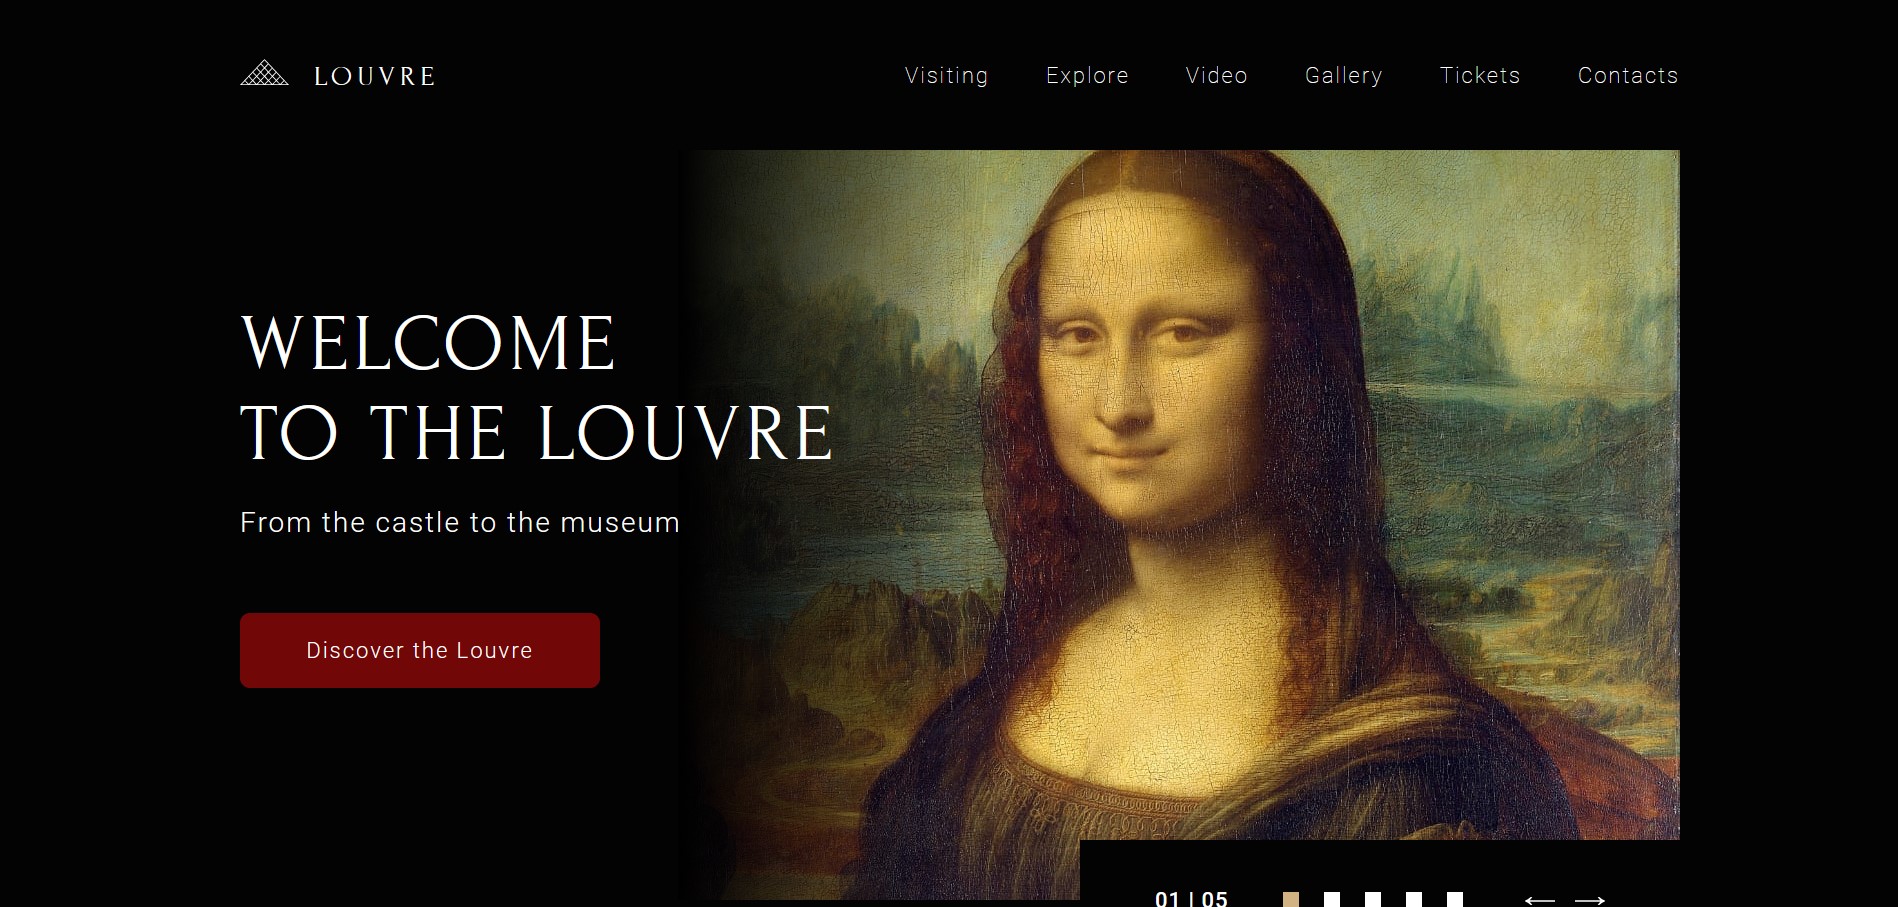 LOUVRE
Visiting Explore Video Gallery Tickets Contacts
WELCOME
TO THE LOUVRE
From the castle to the museum
Discover the Louvre
01 | 05